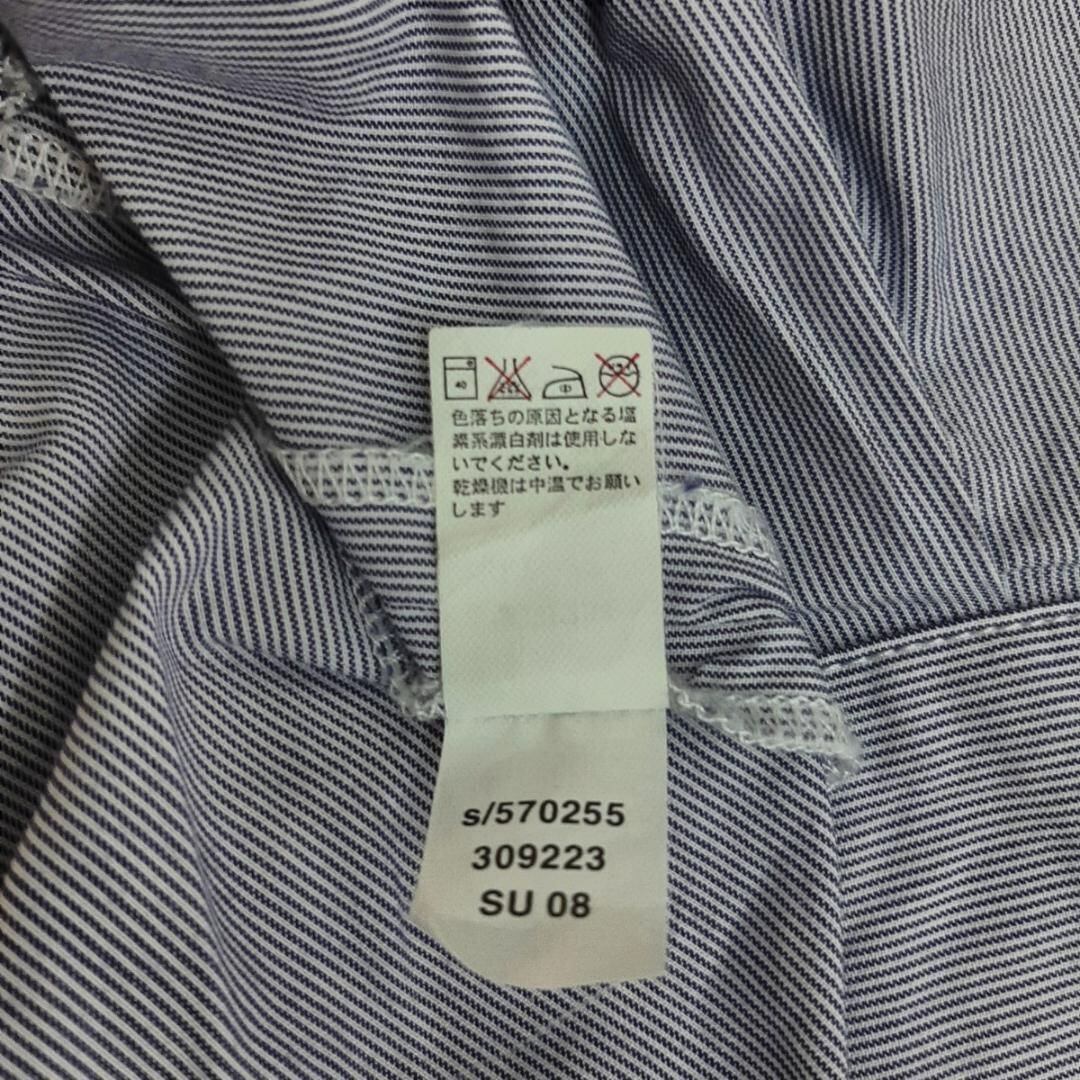 40 中
色落ちの原因となる塩
素系漂白剤は使用しな
いでください。
乾燥機は中温でお願い
します
s/570255
309223
SU 08